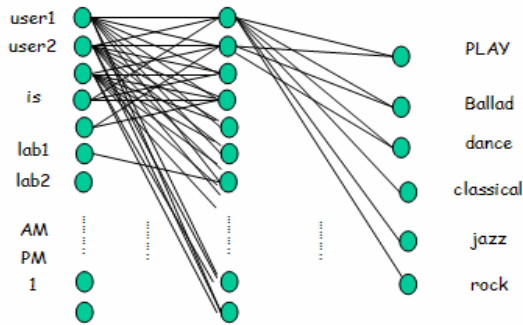 user1
user2
is
lab1
lab2
AM
PM
1
PLAY
Ballad
dance
classical
jazz
rock